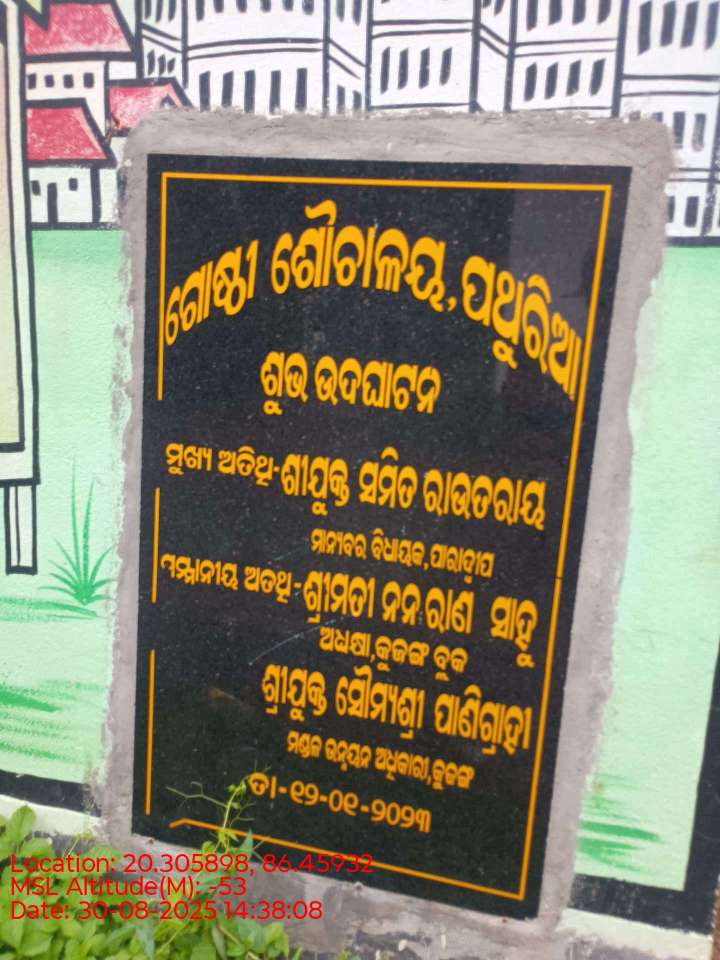 ଗୋଷ୍ଠୀ ଶୌଚାଳୟ,ପଥୁରିଆ
ଶୁଭ ଉଦଘାଟନ
ମୁଖ୍ୟ ଅତିଥି-ଶ୍ରୀଯୁକ୍ତ ସମିତ ରାଉତରାୟ
ମାନ୍ୟବର ବିଧାୟକ,ପାରାଦ୍ୱୀପ
ସମ୍ମାନୀୟ ଅତଥି-ଶ୍ରୀମତୀ ନନ ରାଣ ସାହୁ
ଅଧ୍ୟକ୍ଷା,କୁଜଙ୍ଗ ବ୍ଲକ
ଶ୍ରୀଯୁକ୍ତ ସୌମ୍ୟଶ୍ରୀ ପାଣିଗ୍ରାହୀ
ମଣ୍ଡଳ ଉନ୍ନୟନ ଅଧିକାରୀ,କୁଜଙ୍ଗ
ତା-୧୨-୦୧-୨୦୨୩
Location: 20.305898, 86.45932
MSL Altitude(M): -53
Date: 30-08-2025 14:38:08